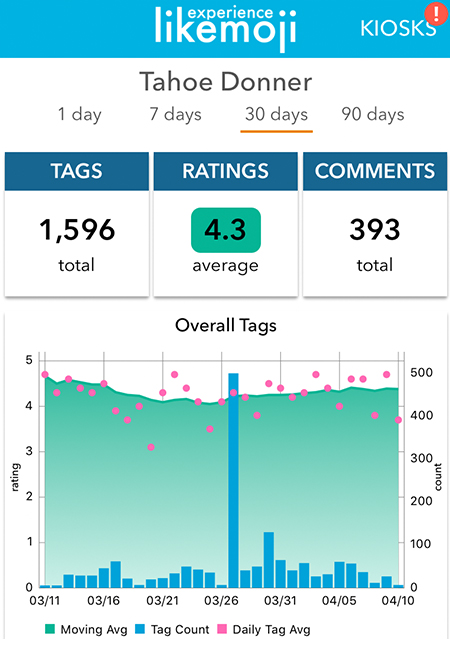 experience
likemoji
KIOSKS !
Tahoe Donner
1 day 7 days 30 days 90 days
TAGS RATINGS COMMENTS
1,596 4.3 393
total average total
Overall Tags
5 500
4 400
3 300
2 200
1 100
0 0
rating
count
03/11 03/16 03/21 03/26 03/31 04/05 04/10
Moving Avg Tag Count Daily Tag Avg